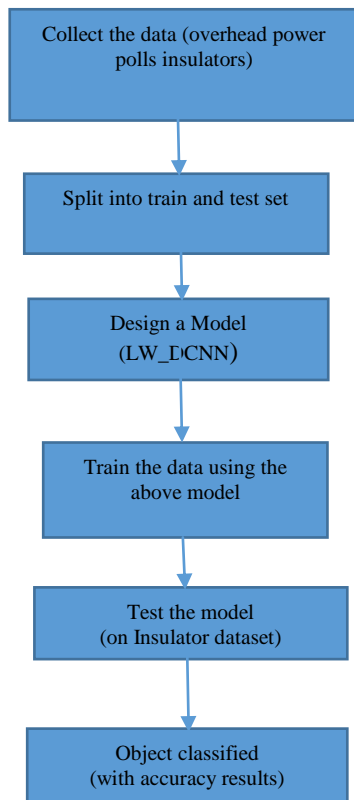 Collect the data (overhead power
polls insulators)
Split into train and test set
Design a Model
(LW_DCNN)
Train the data using the
above model
Test the model
(on Insulator dataset)
Object classified
(with accuracy results)